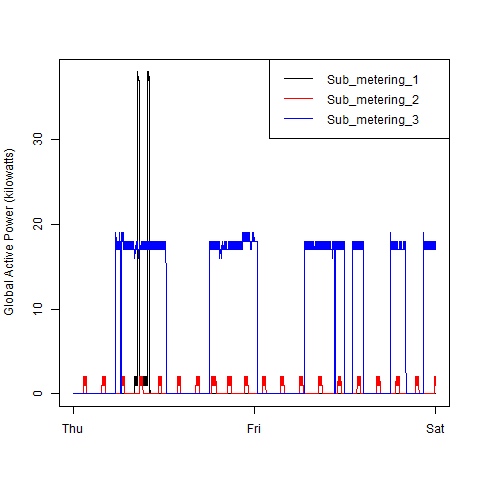 Sub_metering_1
Sub_metering_2
Sub_metering_3
Global Active Power (kilowatts)
30
20
10
0
Thu Fri Sat